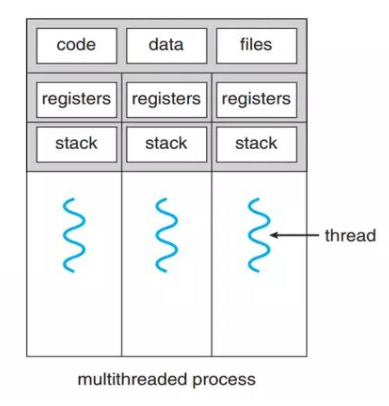 code data files
registers registers registers
stack stack stack
thread
multithreaded process